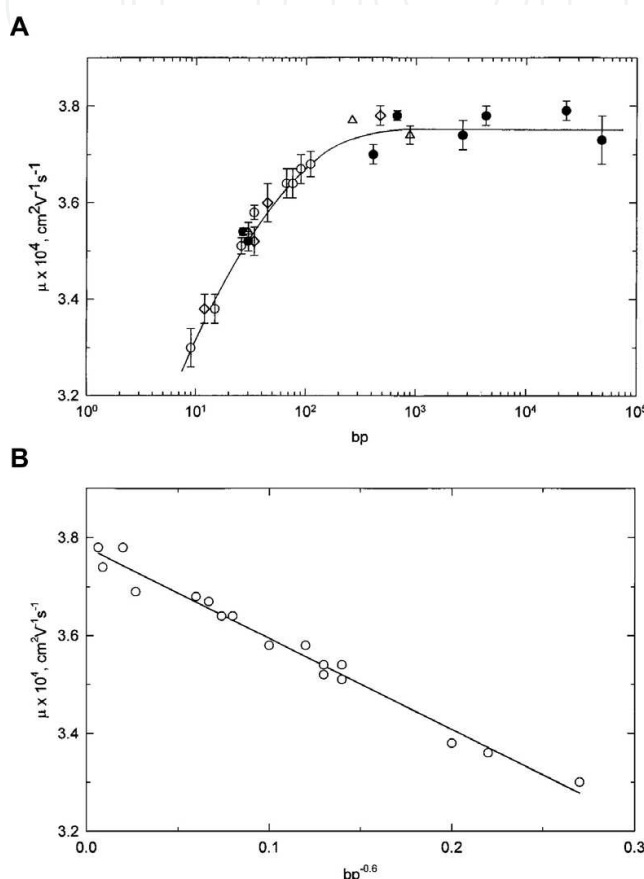 A
μ x 10⁴, cm²V⁻¹s⁻¹
3.8
3.6
3.4
3.2
10⁰ 10¹ 10² 10³ 10⁴ 10⁵
bp
B
μ x 10⁴, cm²V⁻¹s⁻¹
3.8
3.6
3.4
3.2
0.0 0.1 0.2 0.3
bp⁻⁰·⁶